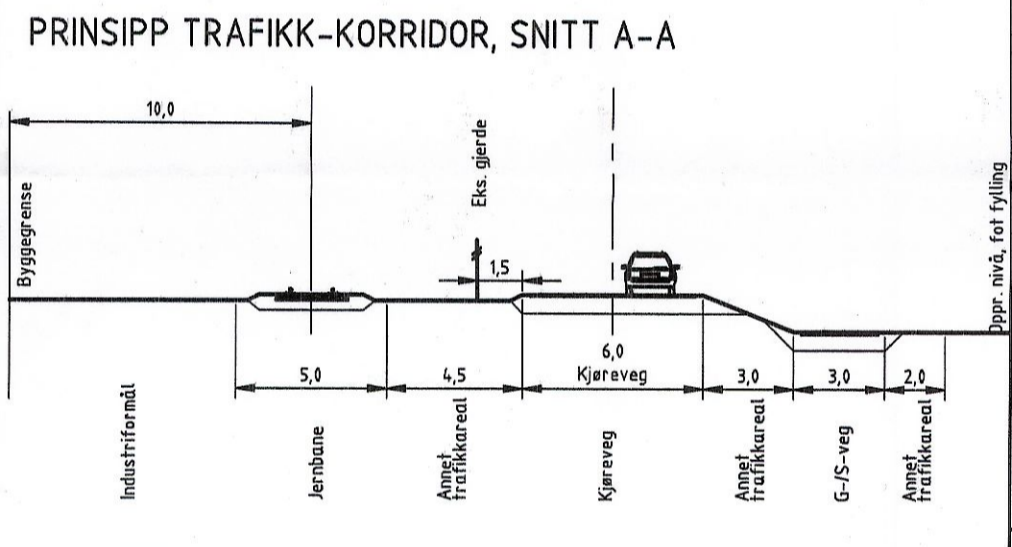 PRINSIPP TRAFIKK-KORRIDOR, SNITT A-A
10,0
Byggegrense
Eks. gjerde
1,5
Oppr. nivå, fot fylling
5,0
4,5
6,0
Kjøreveg
3,0
3,0
2,0
Industriformål
Jernbane
Annet
trafikkareal
Kjøreveg
Annet
trafikkareal
G-/S-veg
Annet
trafikkareal